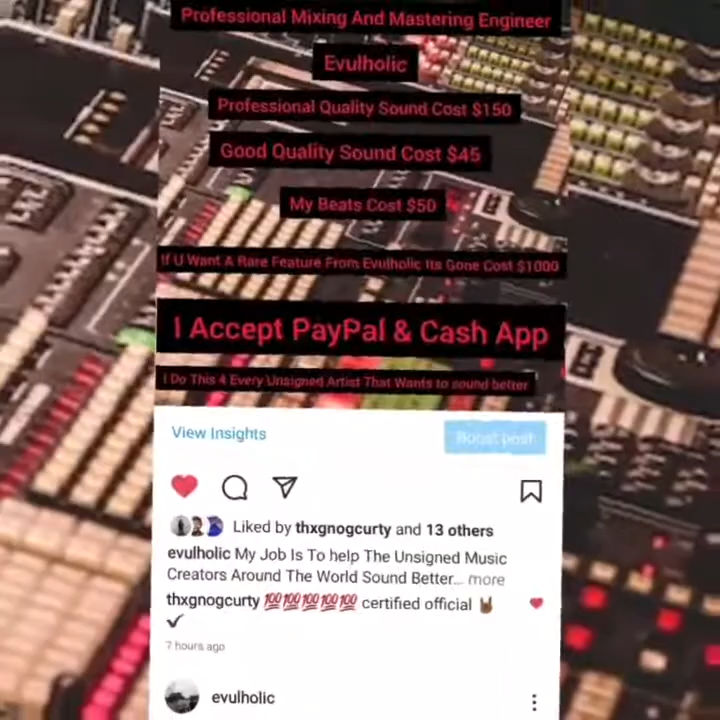 Professional Mixing And Mastering Engineer
Evulholic
Professional Quality Sound Cost $150
Good Quality Sound Cost $45
My Beats Cost $50
If U Want A Rare Feature From Evulholic Its Gone Cost $1000
I Accept PayPal & Cash App
I Do This 4 Every Unsigned Artist That Wants to sound better
View Insights
Boost post
Liked by thxgnogcurty and 13 others
evulholic My Job Is To help The Unsigned Music
Creators Around The World Sound Better... more
thxgnogcurty 💯💯💯💯💯 certified official 🤘🏾
✔
7 hours ago
evulholic